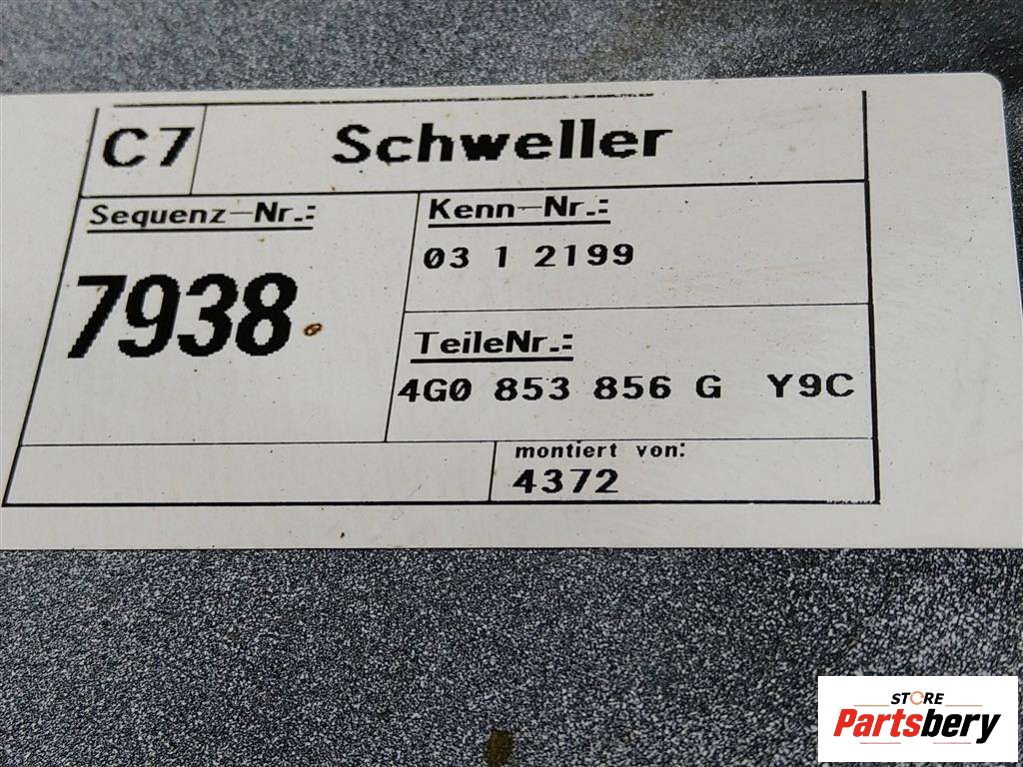 C7 Schweller
Sequenz-Nr.: Kenn-Nr.:
03 1 2199
7938
TeileNr.:
4G0 853 856 G Y9C
montiert von:
4372
STORE
Partsbery